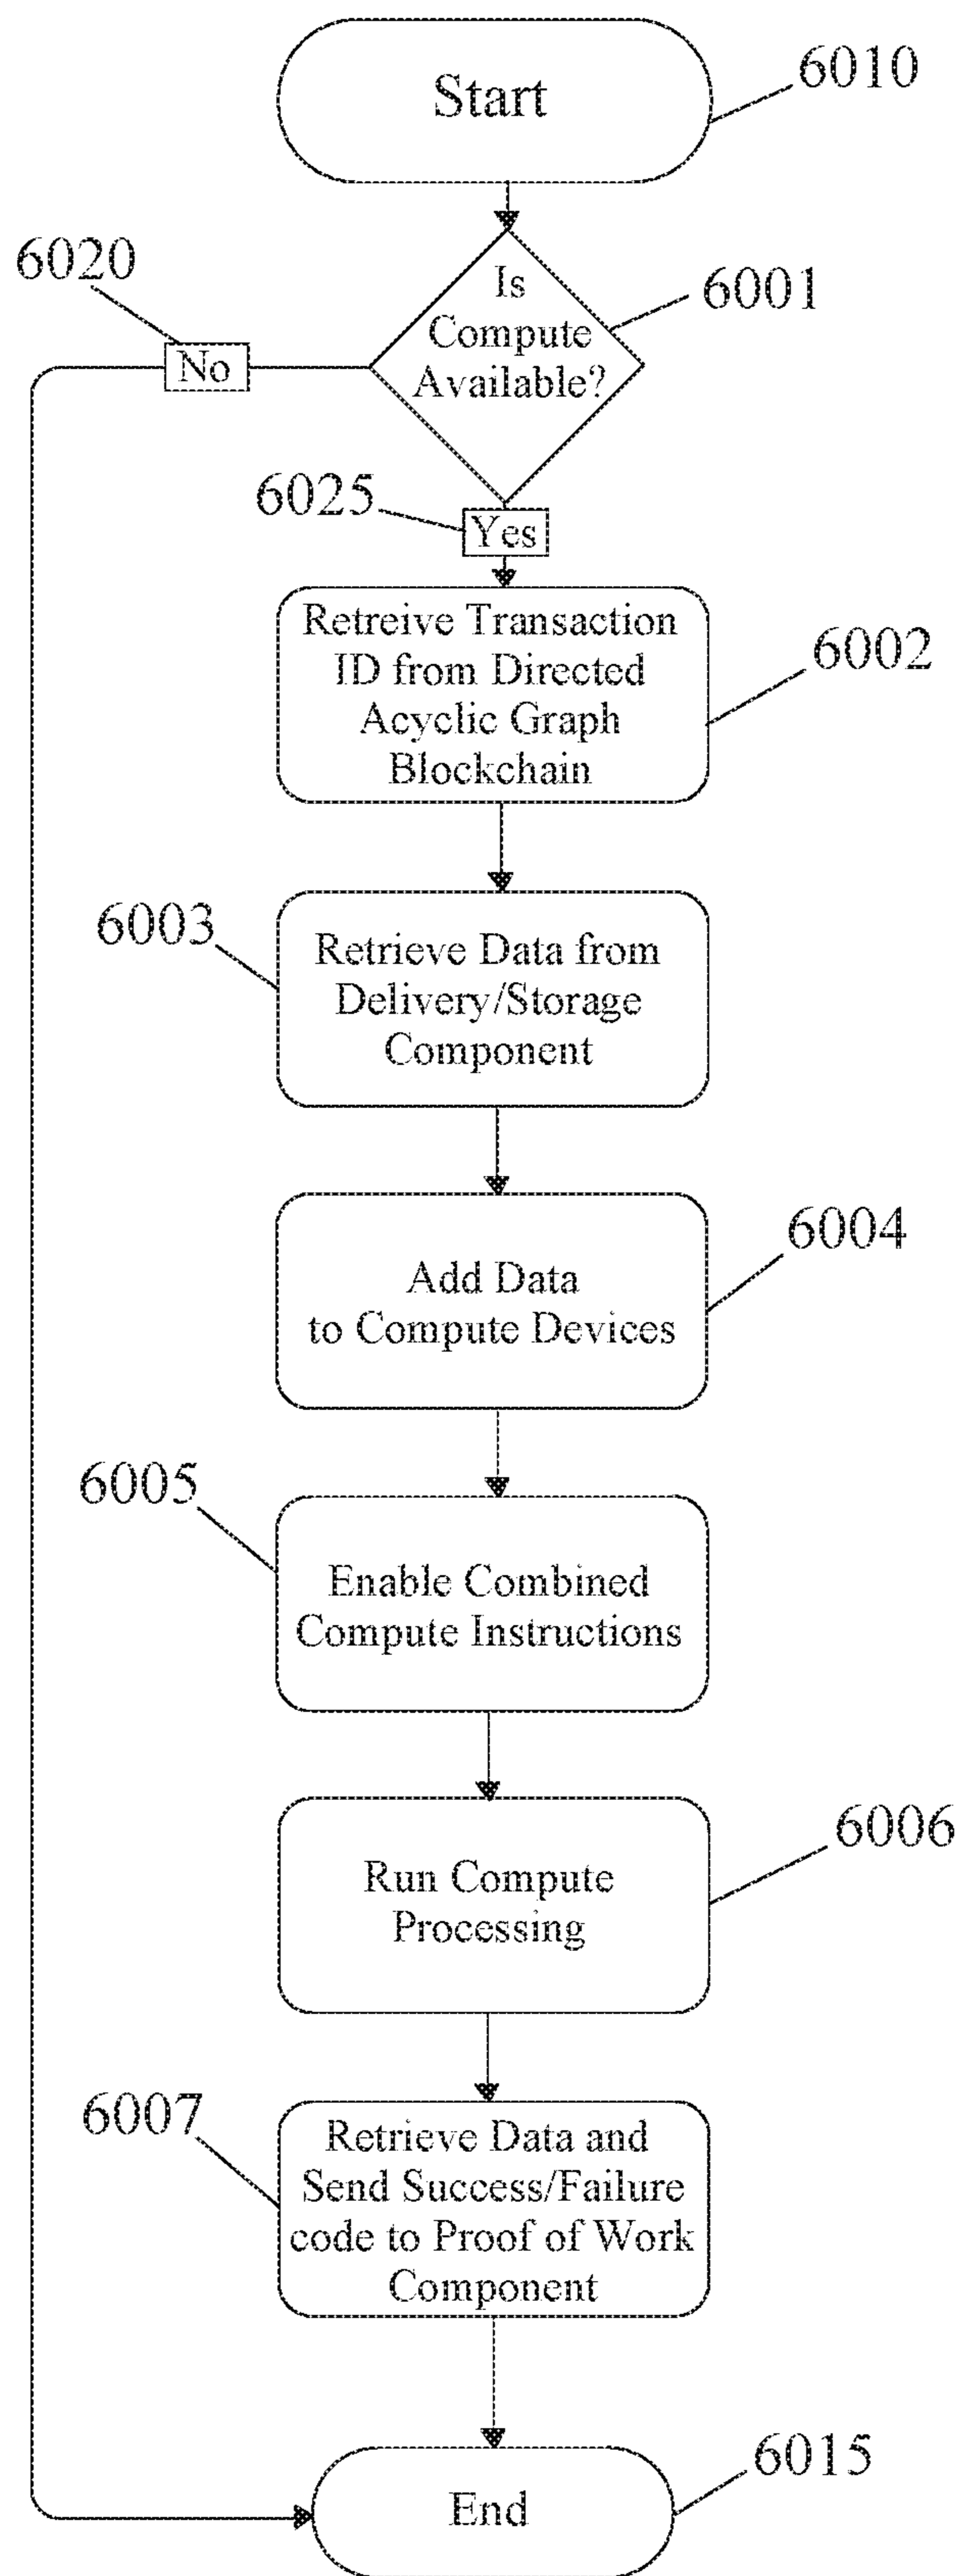 Start
6010
6020
Is
Compute
Available?
6001
No
6025
Yes
Retreive Transaction
ID from Directed
Acyclic Graph
Blockchain
6002
6003
Retrieve Data from
Delivery/Storage
Component
6004
Add Data
to Compute Devices
6005
Enable Combined
Compute Instructions
6006
Run Compute
Processing
6007
Retrieve Data and
Send Success/Failure
code to Proof of Work
Component
6015
End